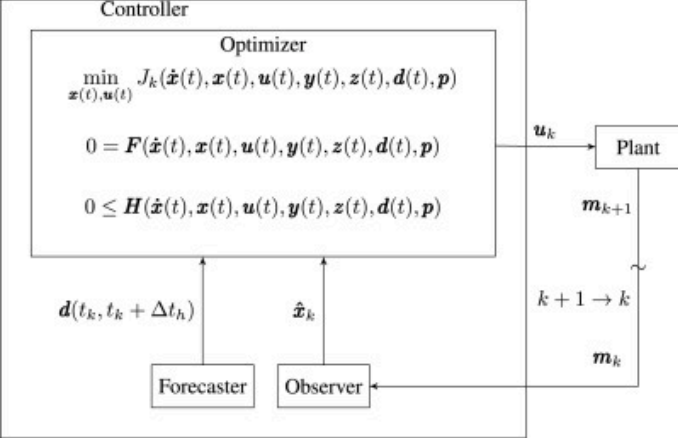 Controller
Optimizer
min J_k(ẋ(t), x(t), u(t), y(t), z(t), d(t), p)
x(t),u(t)
0 = F(ẋ(t), x(t), u(t), y(t), z(t), d(t), p)
0 ≤ H(ẋ(t), x(t), u(t), y(t), z(t), d(t), p)
u_k
Plant
m_{k+1}
~
k + 1 → k
d(t_k, t_k + Δt_h)
x̂_k
m_k
Forecaster
Observer